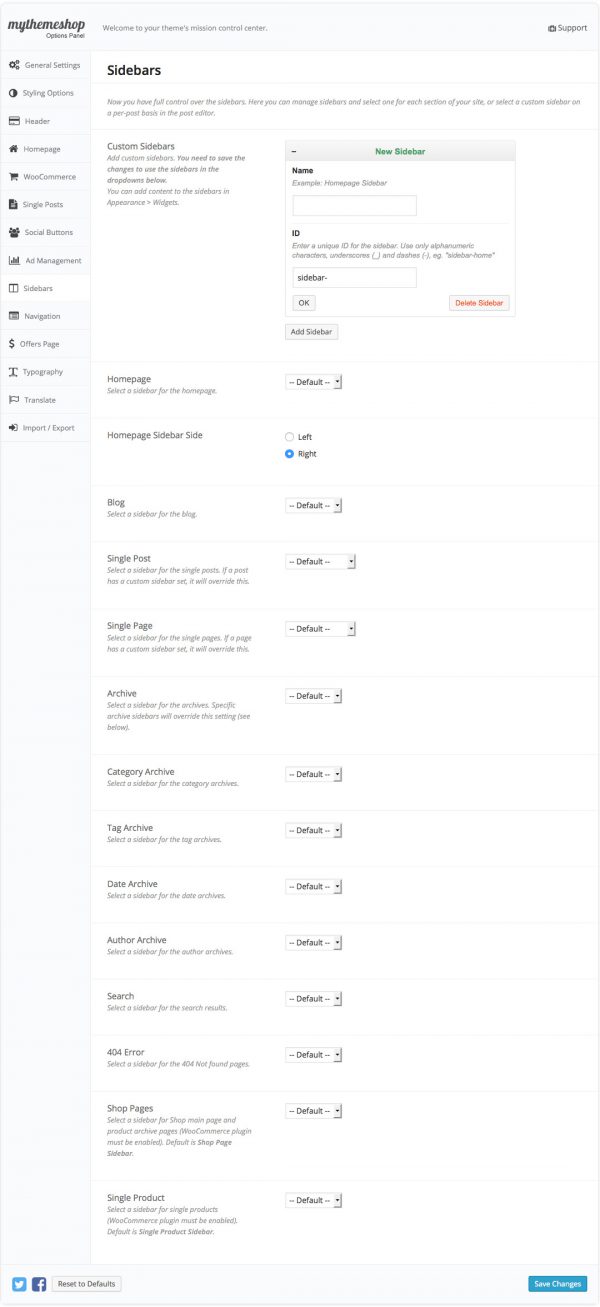 mythemeshop
Options Panel
Welcome to your theme's mission control center.
Support
General Settings
Styling Options
Header
Homepage
WooCommerce
Single Posts
Social Buttons
Ad Management
Sidebars
Navigation
Offers Page
Typography
Translate
Import / Export
Sidebars
Now you have full control over the sidebars. Here you can manage sidebars and select one for each section of your site, or select a custom sidebar on
a per-post basis in the post editor.
Custom Sidebars
Add custom sidebars. You need to save the
changes to use the sidebars in the
dropdowns below.
You can add content to the sidebars in
Appearance > Widgets.
– New Sidebar
Name
Example: Homepage Sidebar
ID
Enter a unique ID for the sidebar. Use only alphanumeric
characters, underscores (_) and dashes (-), eg. "sidebar-home"
sidebar-
OK Delete Sidebar
Add Sidebar
Homepage
Select a sidebar for the homepage.
-- Default --
Homepage Sidebar Side
Left
Right
Blog
Select a sidebar for the blog.
-- Default --
Single Post
Select a sidebar for the single posts. If a post
has a custom sidebar set, it will override this.
-- Default --
Single Page
Select a sidebar for the single pages. If a page
has a custom sidebar set, it will override this.
-- Default --
Archive
Select a sidebar for the archives. Specific
archive sidebars will override this setting (see
below).
-- Default --
Category Archive
Select a sidebar for the category archives.
-- Default --
Tag Archive
Select a sidebar for the tag archives.
-- Default --
Date Archive
Select a sidebar for the date archives.
-- Default --
Author Archive
Select a sidebar for the author archives.
-- Default --
Search
Select a sidebar for the search results.
-- Default --
404 Error
Select a sidebar for the 404 Not found pages.
-- Default --
Shop Pages
Select a sidebar for Shop main page and
product archive pages (WooCommerce plugin
must be enabled). Default is Shop Page
Sidebar.
-- Default --
Single Product
Select a sidebar for single products
(WooCommerce plugin must be enabled).
Default is Single Product Sidebar.
-- Default --
Reset to Defaults
Save Changes